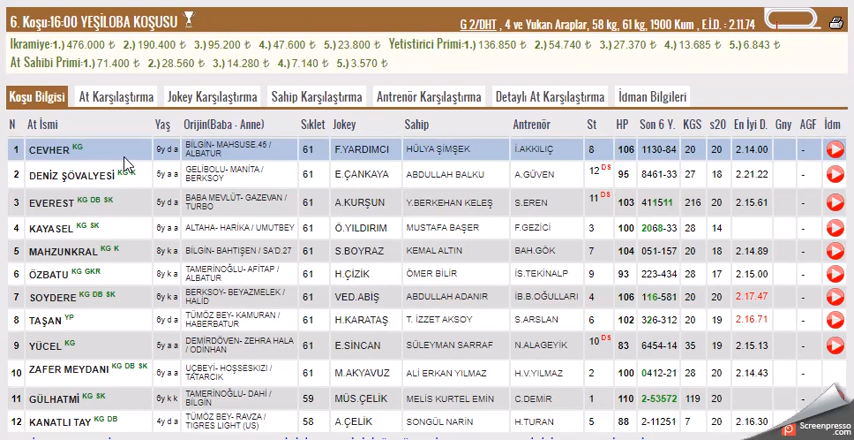 6. Koşu:16:00 YEŞİLOBA KOŞUSU
G 2/DHT , 4 ve Yukarı Araplar, 58 kg, 61 kg, 1900 Kum , E.İ.D. : 2.11.74
İkramiye:1.) 476.000 ₺ 2.) 190.400 ₺ 3.) 95.200 ₺ 4.) 47.600 ₺ 5.) 23.800 ₺ Yetistirici Primi:1.) 136.850 ₺ 2.) 54.740 ₺ 3.) 27.370 ₺ 4.) 13.685 ₺ 5.) 6.843 ₺
At Sahibi Primi:1.) 71.400 ₺ 2.) 28.560 ₺ 3.) 14.280 ₺ 4.) 7.140 ₺ 5.) 3.570 ₺
Koşu Bilgisi At Karşılaştırma Jokey Karşılaştırma Sahip Karşılaştırma Antrenör Karşılaştırma Detaylı At Karşılaştırma İdman Bilgileri
N At İsmi Yaş Orijin(Baba - Anne) Sıklet Jokey Sahip Antrenör St HP Son 6 Y. KGS s20 En İyi D. Gny AGF İdm
1 CEVHER KG 9y d a BİLGİN- MAHSUSE 45 / ALBATUR 61 F.YARDIMCI HÜLYA ŞİMŞEK İ.AKKILIÇ 8 106 1130-84 20 20 2.14.00 -
2 DENİZ ŞÖVALYESİ KG K 5y a a GELİBOLU- MANİTA / BERKSOY 61 E.ÇANKAYA ABDULLAH BALKU A.GÜVEN 12 DS 95 8461-33 27 18 2.21.22 -
3 EVEREST KG DB SK 5y d a BABA MEVLÜT- GAZEVAN / TURBO 61 A.KURŞUN Y.BERKEHAN KELEŞ S.EREN 11 DS 103 411511 216 20 2.15.61 -
4 KAYASEL KG SK 8y a a ALTAHA- HARİKA / UMUTBEY 61 Ö.YILDIRIM MUSTAFA BAŞER F.GEZİCİ 3 100 2068-33 28 14 -
5 MAHZUNKRAL KG K 8y k a BİLGİN- BAHTİŞEN / SA'D.27 61 S.BOYRAZ KEMAL ALTIN BAH.GÖK 7 104 051-157 20 18 2.14.89 -
6 ÖZBATU KG GKR 8y k a TAMERİNOĞLU- AFİTAP / ALBATUR 61 H.ÇİZİK ÖMER BİLİR İS.TEKİNALP 9 93 223-434 28 17 2.15.00 -
7 SOYDERE KG DB SK 8y k a BERKSOY- BEYAZMELEK / HALİD 61 VED.ABİŞ ABDULLAH ADANIR İB.B.OĞULLARI 4 106 116-581 20 20 2.17.47 -
8 TAŞAN YP 5y d a TÜMÖZ BEY- KAMURAN / HABERBATUR 61 H.KARATAŞ T. İZZET AKSOY S.ARSLAN 6 102 326-312 20 19 2.16.71 -
9 YÜCEL KG 5y a a DEMİRDÖVEN- ZEHRA HALA / ODİNHAN 61 E.SİNCAN SÜLEYMAN SARRAF N.ALAGEYİK 10 DS 83 6454-14 35 19 2.15.13 -
10 ZAFER MEYDANI KG DB SK 6y a a UÇBEYİ- HOŞSEKIZI / TATARCIK 61 M.AKYAVUZ ALİ ERKAN YILMAZ H.V.YILMAZ 2 100 0412-21 28 20 2.14.43 -
11 GÜLHATMİ KG SK 8y k k TAMERİNOĞLU- DAHİ / BİLGİN 59 MÜS.ÇELİK MELİS KURTEL EMİN C.DEMİR 1 110 2-53572 119 20
12 KANATLI TAY KG DB 4y d a TÜMÖZ BEY- RAVZA / TIGRES LIGHT (US) 58 A.ÇELİK SONGÜL NARİN H.TURAN 5 88 2-11251 7 20 2.16.30
Screenpresso
.com